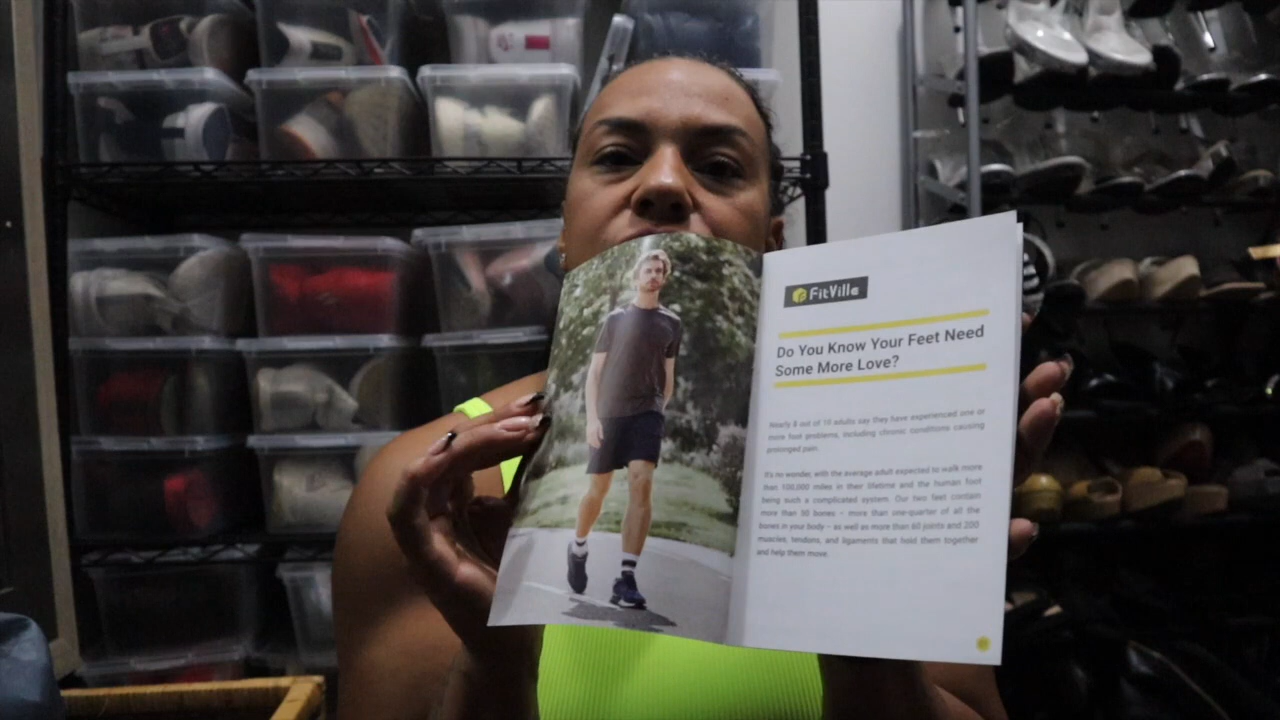 FitVille
Do You Know Your Feet Need
Some More Love?
Nearly 8 out of 10 adults say they have experienced one or
more foot problems, including chronic conditions causing
prolonged pain.
It's no wonder, with the average adult expected to walk more
than 100,000 miles in their lifetime and the human foot
being such a complicated system. Our two feet contain
more than 50 bones – more than one-quarter of all the
bones in your body – as well as more than 60 joints and 200
muscles, tendons, and ligaments that hold them together
and help them move.